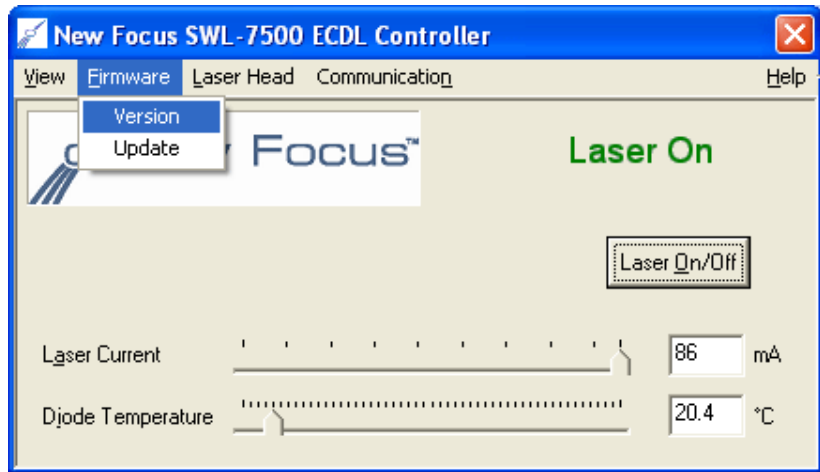 New Focus SWL-7500 ECDL Controller
View Firmware Laser Head Communication Help
Version
Update
Focus™
Laser On
Laser On/Off
Laser Current 86 mA
Diode Temperature 20.4 °C